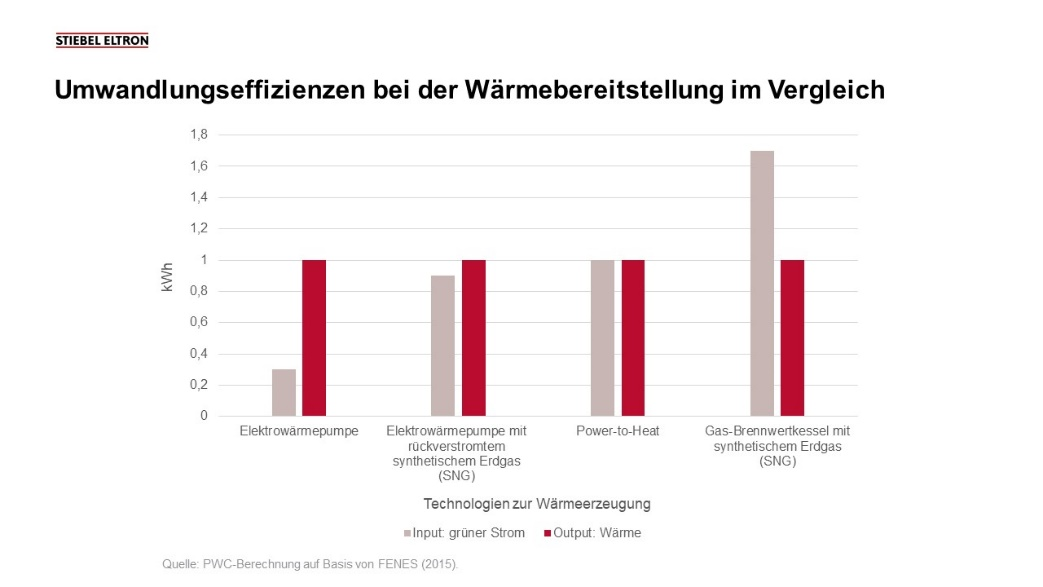 STIEBEL ELTRON
Umwandlungseffizienzen bei der Wärmebereitstellung im Vergleich
1,8
1,6
1,4
1,2
1
0,8
0,6
0,4
0,2
0
kWh
Elektrowärmepumpe
Elektrowärmepumpe mit
rückverstromtem
synthetischem Erdgas
(SNG)
Power-to-Heat
Gas-Brennwertkessel mit
synthetischem Erdgas
(SNG)
Technologien zur Wärmeerzeugung
Input: grüner Strom
Output: Wärme
Quelle: PWC-Berechnung auf Basis von FENES (2015).